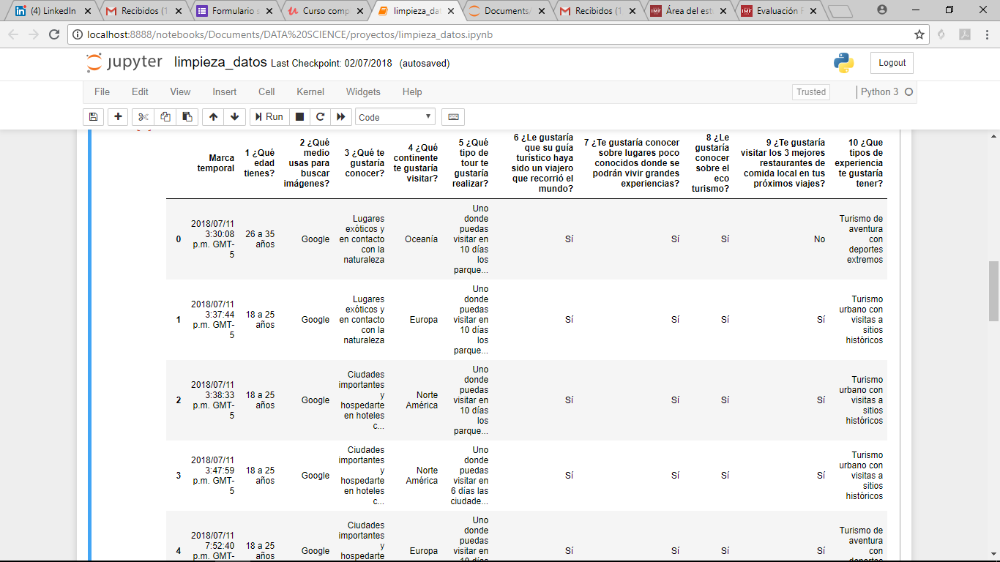 (4) LinkedIn
Recibidos (1
Formulario s
Curso comp
limpieza_dat
Documents/
Recibidos (1
Área del est
Evaluación F
localhost:8888/notebooks/Documents/DATA%20SCIENCE/proyectos/limpieza_datos.ipynb
jupyter limpieza_datos Last Checkpoint: 02/07/2018 (autosaved)
Logout
File Edit View Insert Cell Kernel Widgets Help
Trusted
Python 3
Run
Code
Marca
temporal
1 ¿Qué
edad
tienes?
2 ¿Qué
medio
usas para
buscar
imágenes?
3 ¿Qué te
gustaría
conocer?
4 ¿Qué
continente
te gustaría
visitar?
5 ¿Qué
tipo de
tour te
gustaría
realizar?
6 ¿Le gustaría
que su guía
turístico haya
sido un viajero
que recorrió el
mundo?
7 ¿Te gustaría conocer
sobre lugares poco
conocidos donde se
podrán vivir grandes
experiencias?
8 ¿Le
gustaría
conocer
sobre el
eco
turismo?
9 ¿Te gustaría
visitar los 3 mejores
restaurantes de
comida local en tus
próximos viajes?
10 ¿Que
tipos de
experiencia
te gustaría
tener?
0
2018/07/11
3:30:08
p.m. GMT-
5
26 a 35
años
Google
Lugares
exóticos y
en contacto
con la
naturaleza
Oceanía
Uno
donde
puedas
visitar en
10 días
los
parque...
Sí
Sí
Sí
No
Turismo de
aventura
con
deportes
extremos
1
2018/07/11
3:37:44
p.m. GMT-
5
18 a 25
años
Google
Lugares
exóticos y
en contacto
con la
naturaleza
Europa
Uno
donde
puedas
visitar en
10 días
los
parque...
Sí
Sí
Sí
Sí
Turismo
urbano con
visitas a
sitios
históricos
2
2018/07/11
3:38:33
p.m. GMT-
5
18 a 25
años
Google
Ciudades
importantes
y
hospedarte
en hoteles
c...
Norte
América
Uno
donde
puedas
visitar en
10 días
los
parque...
Sí
Sí
Sí
Sí
Turismo
urbano con
visitas a
sitios
históricos
3
2018/07/11
3:47:59
p.m. GMT-
5
18 a 25
años
Google
Ciudades
importantes
y
hospedarte
en hoteles
c...
Norte
América
Uno
donde
puedas
visitar en
6 días las
ciudade...
Sí
Sí
Sí
Sí
Turismo
urbano con
visitas a
sitios
históricos
4
2018/07/11
7:52:40
p.m. GMT-
18 a 25
años
Google
Ciudades
importantes
y
hospedarte
Europa
Uno
donde
puedas
visitar en
Sí
Sí
Sí
Sí
Turismo de
aventura
con